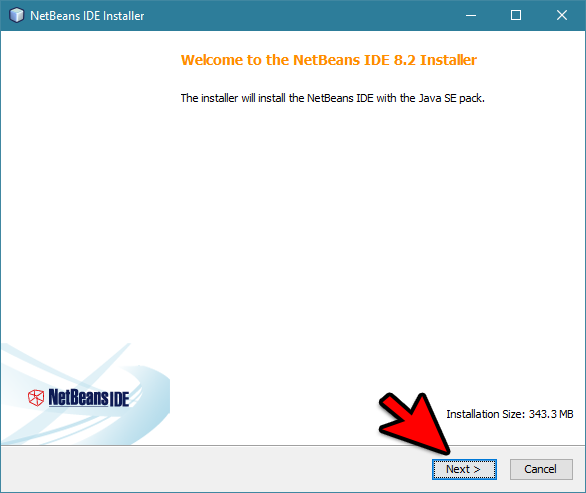 NetBeans IDE Installer
Welcome to the NetBeans IDE 8.2 Installer
The installer will install the NetBeans IDE with the Java SE pack.
NetBeans IDE
Installation Size: 343.3 MB
Next >
Cancel